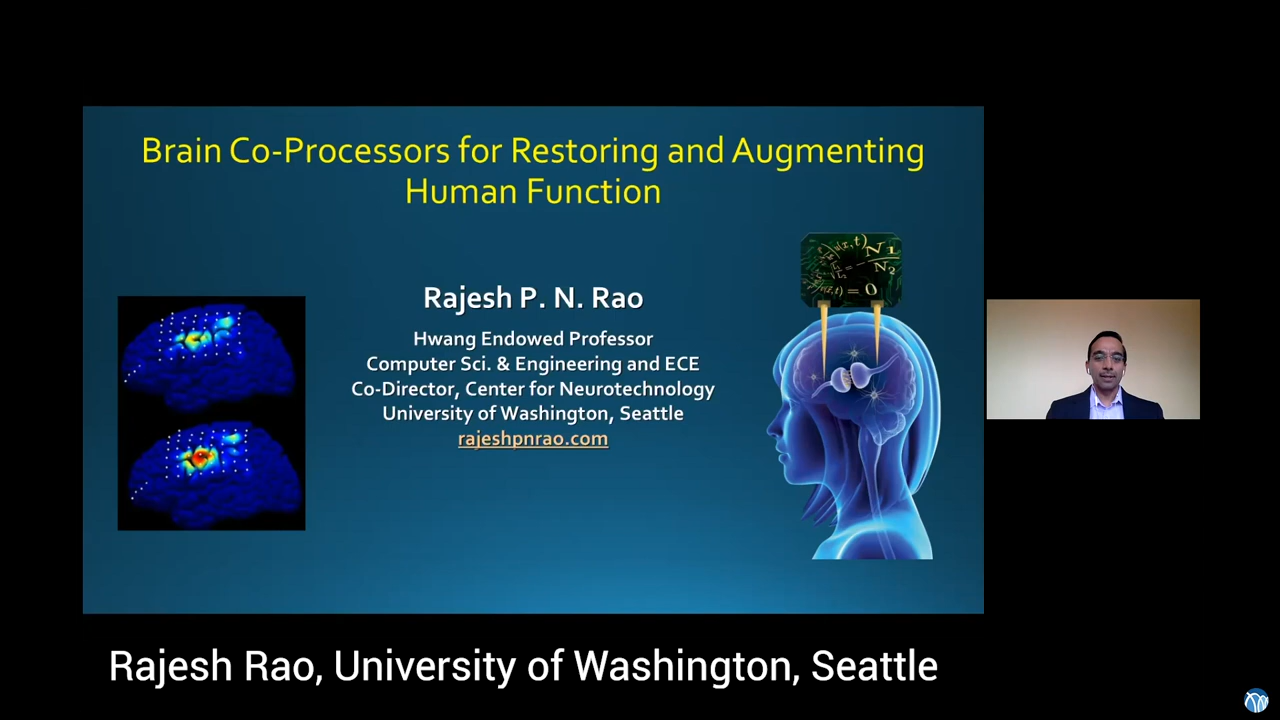 Brain Co-Processors for Restoring and Augmenting
Human Function
Rajesh P. N. Rao
Hwang Endowed Professor
Computer Sci. & Engineering and ECE
Co-Director, Center for Neurotechnology
University of Washington, Seattle
rajeshpnrao.com
Rajesh Rao, University of Washington, Seattle